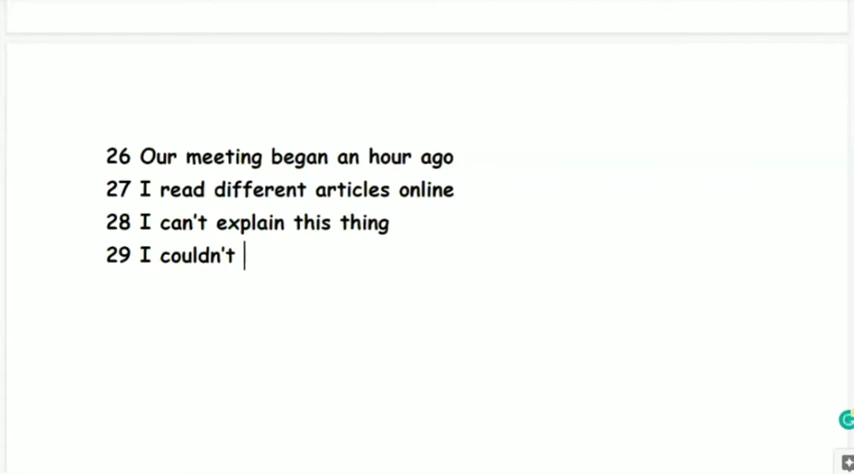 26 Our meeting began an hour ago
27 I read different articles online
28 I can't explain this thing
29 I couldn't